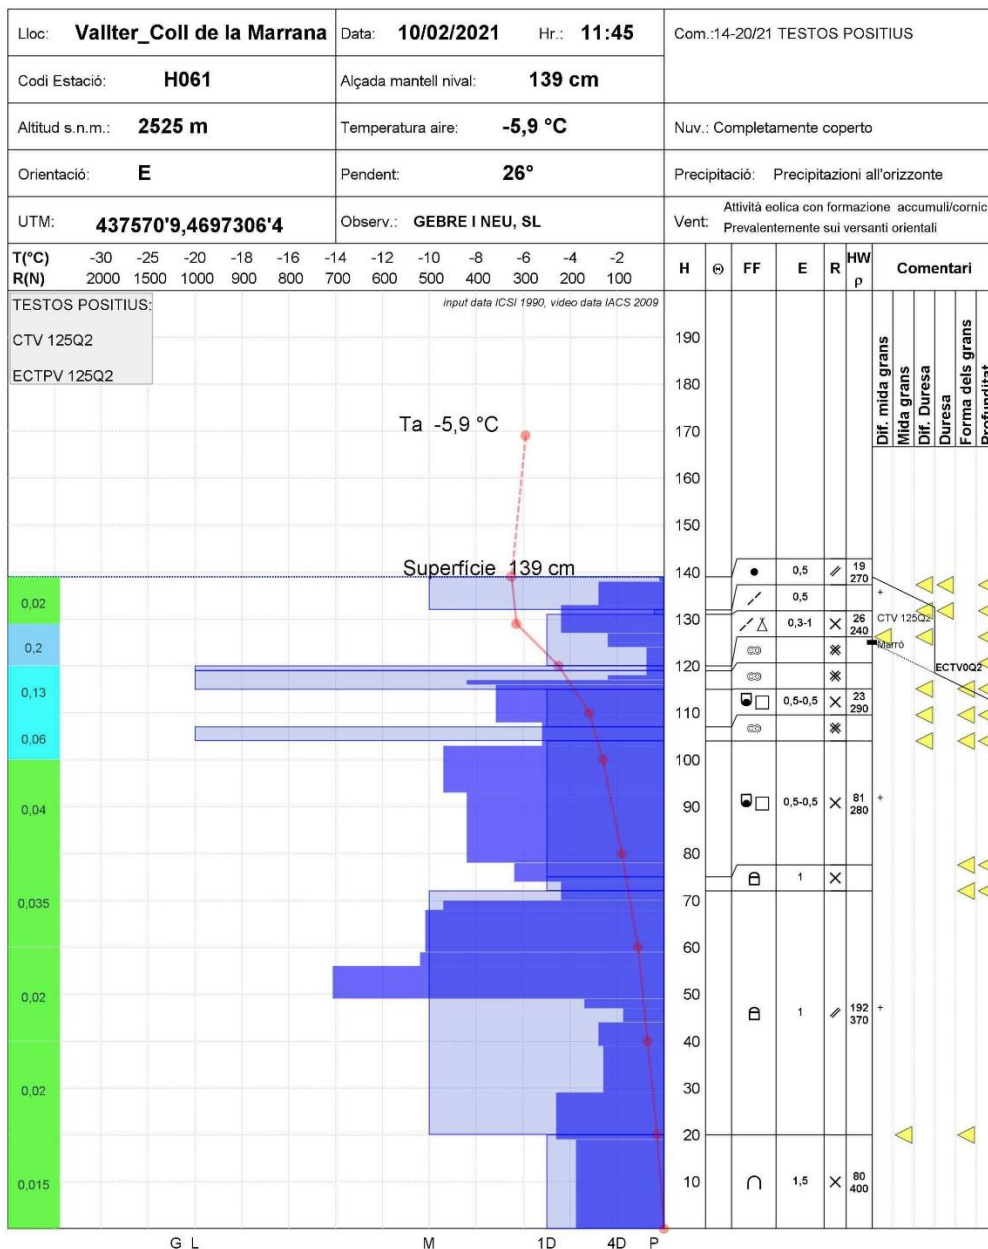 Lloc: Vallter_Coll de la Marrana Data: 10/02/2021 Hr.: 11:45 Com.:14-20/21 TESTOS POSITIUS
Codi Estació: H061 Alçada mantell nival: 139 cm
Altitud s.n.m.: 2525 m Temperatura aire: -5,9 °C Nuv.: Completamente coperto
Orientació: E Pendent: 26° Precipitació: Precipitazioni all'orizzonte
UTM: 437570'9,4697306'4 Observ.: GEBRE I NEU, SL Vent: Attività eolica con formazione accumuli/cornic
Prevalentemente sui versanti orientali
T(°C) -30 -25 -20 -18 -16 -14 -12 -10 -8 -6 -4 -2
R(N) 2000 1500 1000 900 800 700 600 500 400 300 200 100
H Θ FF E R HW ρ Comentari
TESTOS POSITIUS:
CTV 125Q2
ECTPV 125Q2
input data ICSI 1990, video data IACS 2009
Dif. mida grans
Mida grans
Dif. Duresa
Duresa
Forma dels grans
Profunditat
190
180
170
160
150
140
130
120
110
100
90
80
70
60
50
40
30
20
10
Ta -5,9 °C
Superfície 139 cm
0,02
0,2
0,13
0,06
0,04
0,035
0,02
0,02
0,015
0,5 19
270
0,5 +
0,3-1 26
240
CTV 125Q2
Marró
ECTV0Q2
0,5-0,5 23
290
0,5-0,5 81
280 +
1
1 192
370 +
1,5 80
400
G L M 1D 4D P